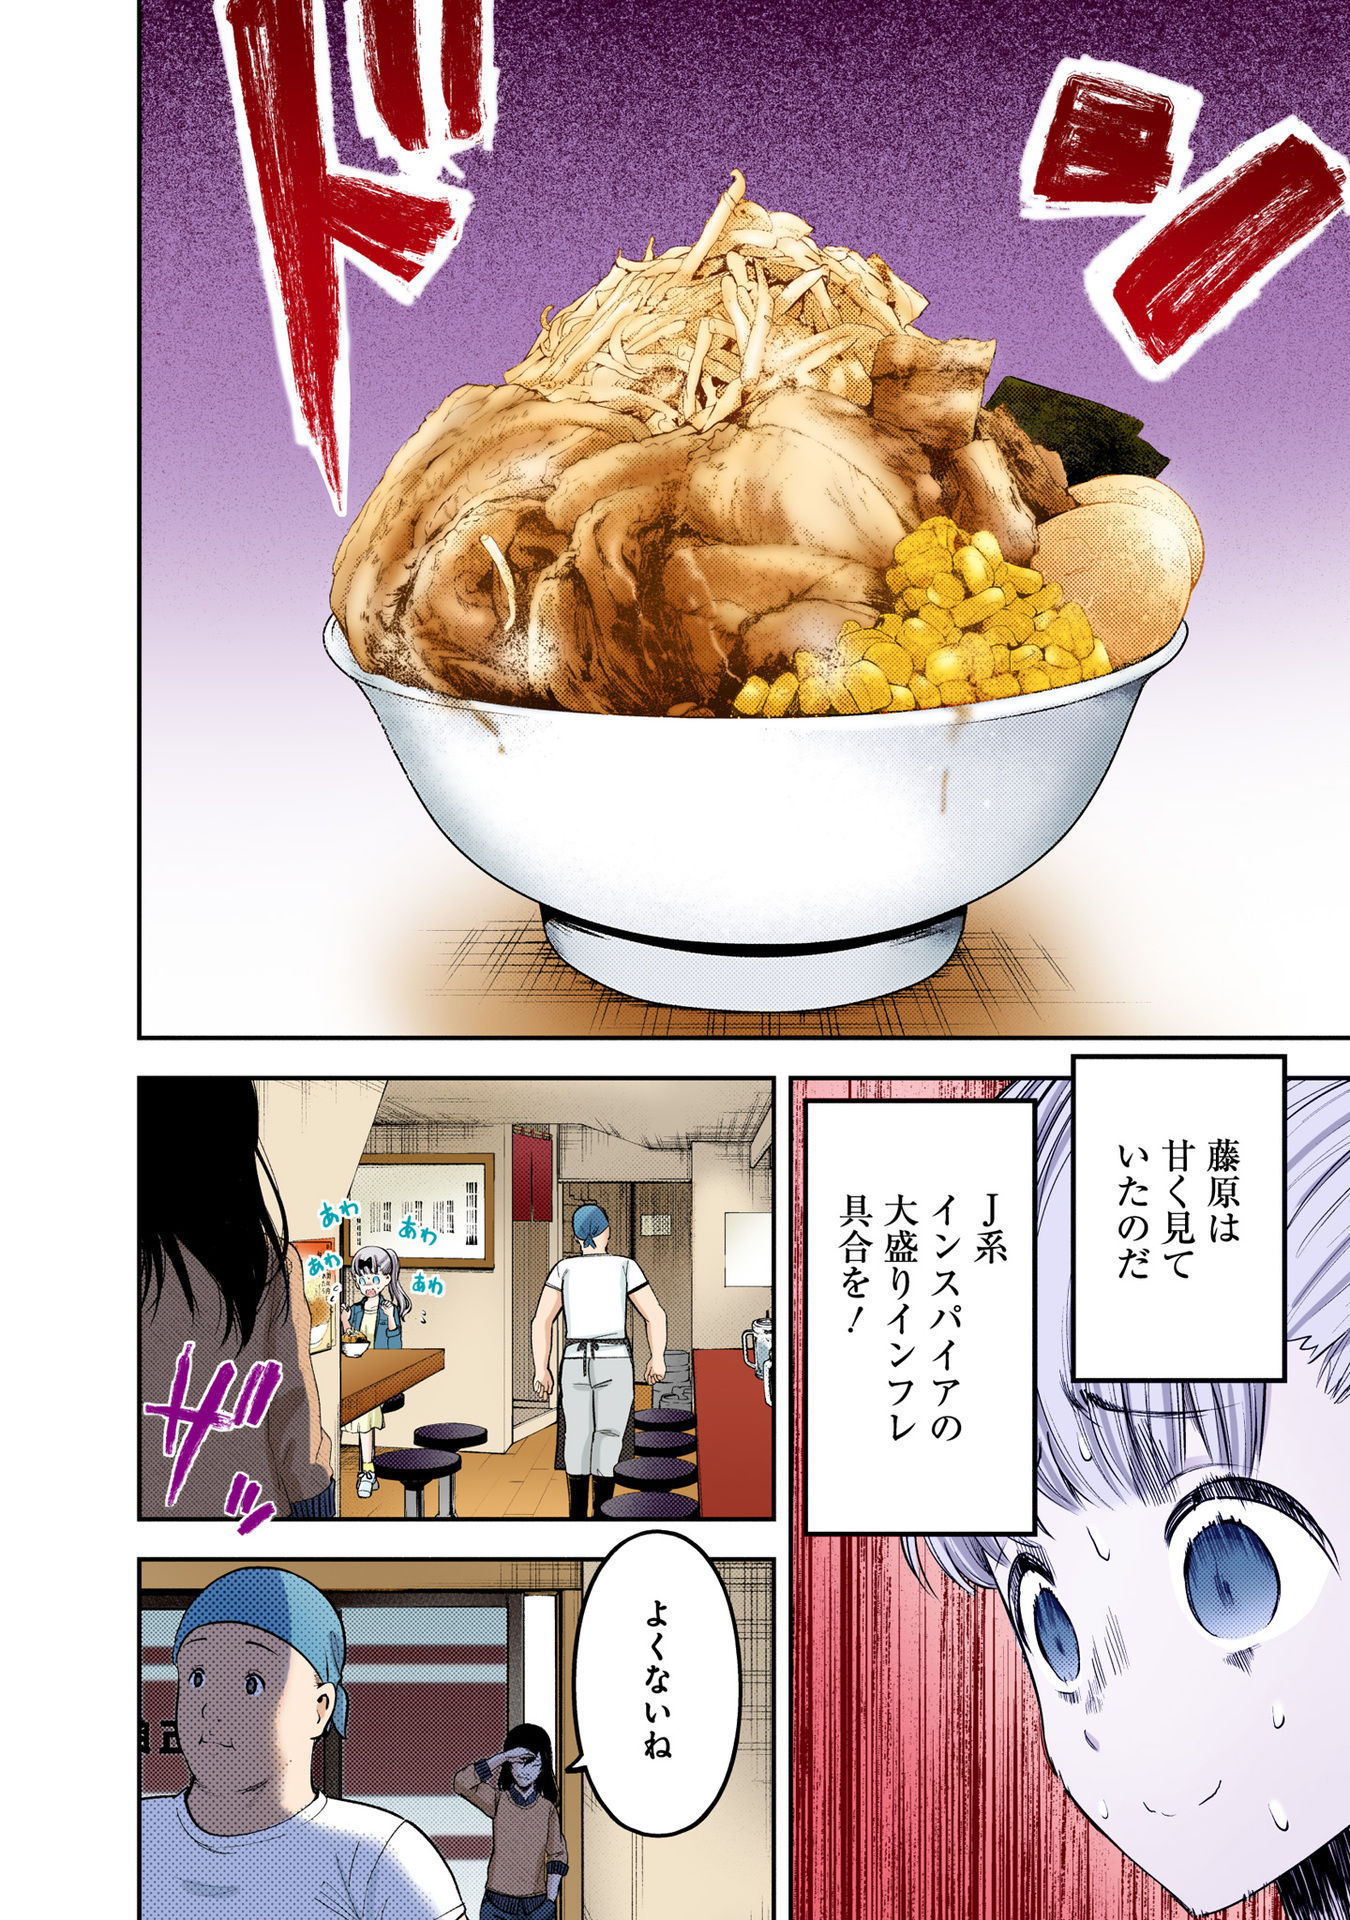 ドン
藤原は
甘く見て
いたのだ
J系
インスパイアの
大盛りインフレ
具合を！
あわ
あわ
あわ
あわ
ザッ
よくないね